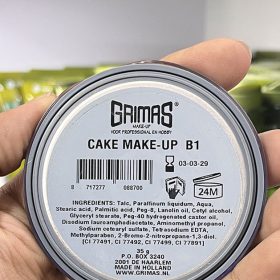 GRIMAS®
MAKE-UP
VOOR PROFESSIONAL EN HOBBY
CAKE MAKE-UP B1
8 717277 088700
03-03-29
24M
INGREDIENTS: Talc, Paraffinum liquidum, Aqua,
Stearic acid, Palmitic acid, Peg-8, Lanolin oil, Cetyl alcohol,
Glyceryl stearate, Peg-40 hydrogenated castor oil,
Disodium lauroamphodiacetate, Aminomethyl propanol,
Sodium cetearyl sulfate, Tetrasodium EDTA,
Methylparaben, 2-Bromo-2-nitropropane-1,3 diol.
[CI 77491, CI 77492, CI 77499, CI 77891]
35 g
P.O. BOX 3240
2001 DE HAARLEM
MADE IN HOLLAND
WWW.GRIMAS.NL